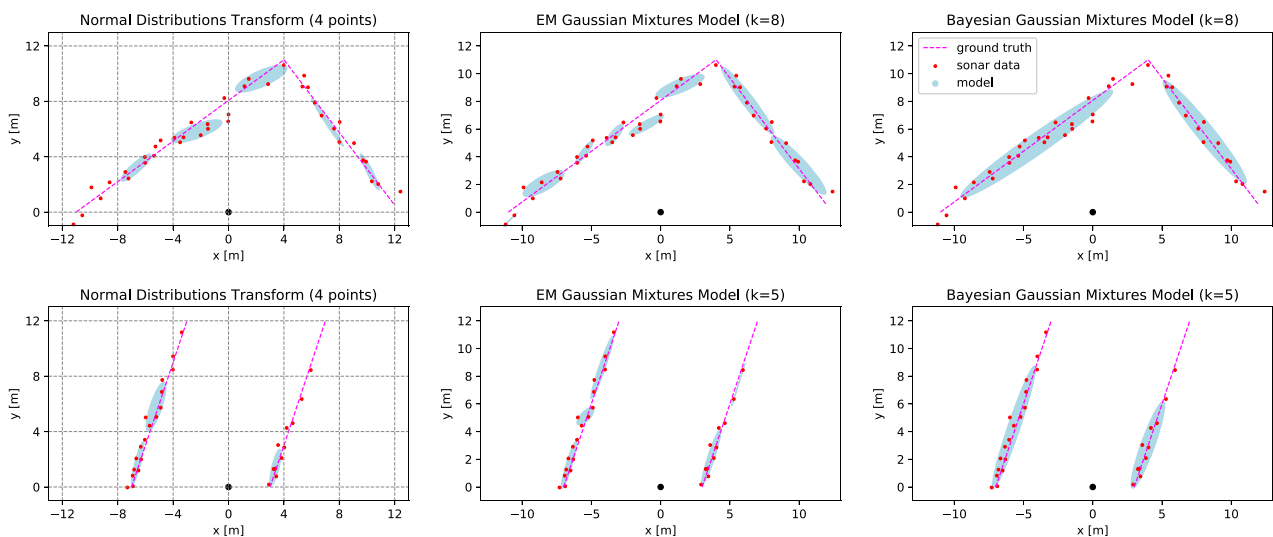 Normal Distributions Transform (4 points)
y [m]
12
8
4
0
−12 −8 −4 0 4 8 12
x [m]
EM Gaussian Mixtures Model (k=8)
y [m]
12
10
8
6
4
2
0
−10 −5 0 5 10
x [m]
Bayesian Gaussian Mixtures Model (k=8)
ground truth
sonar data
model
y [m]
12
10
8
6
4
2
0
−10 −5 0 5 10
x [m]
Normal Distributions Transform (4 points)
y [m]
12
8
4
0
−12 −8 −4 0 4 8 12
x [m]
EM Gaussian Mixtures Model (k=5)
y [m]
12
10
8
6
4
2
0
−10 −5 0 5 10
x [m]
Bayesian Gaussian Mixtures Model (k=5)
y [m]
12
10
8
6
4
2
0
−10 −5 0 5 10
x [m]